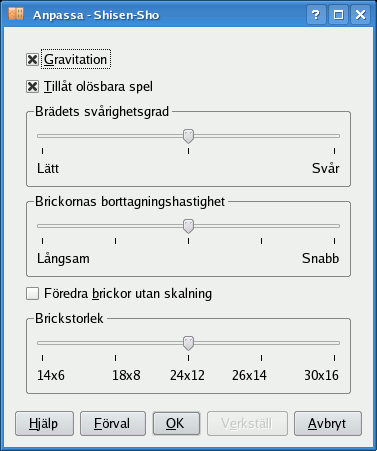 Anpassa - Shisen-Sho
Gravitation
Tillåt olösbara spel
Brädets svårighetsgrad
Lätt Svår
Brickornas borttagningshastighet
Långsam Snabb
Föredra brickor utan skalning
Brickstorlek
14x6 18x8 24x12 26x14 30x16
Hjälp Förval OK Verkställ Avbryt